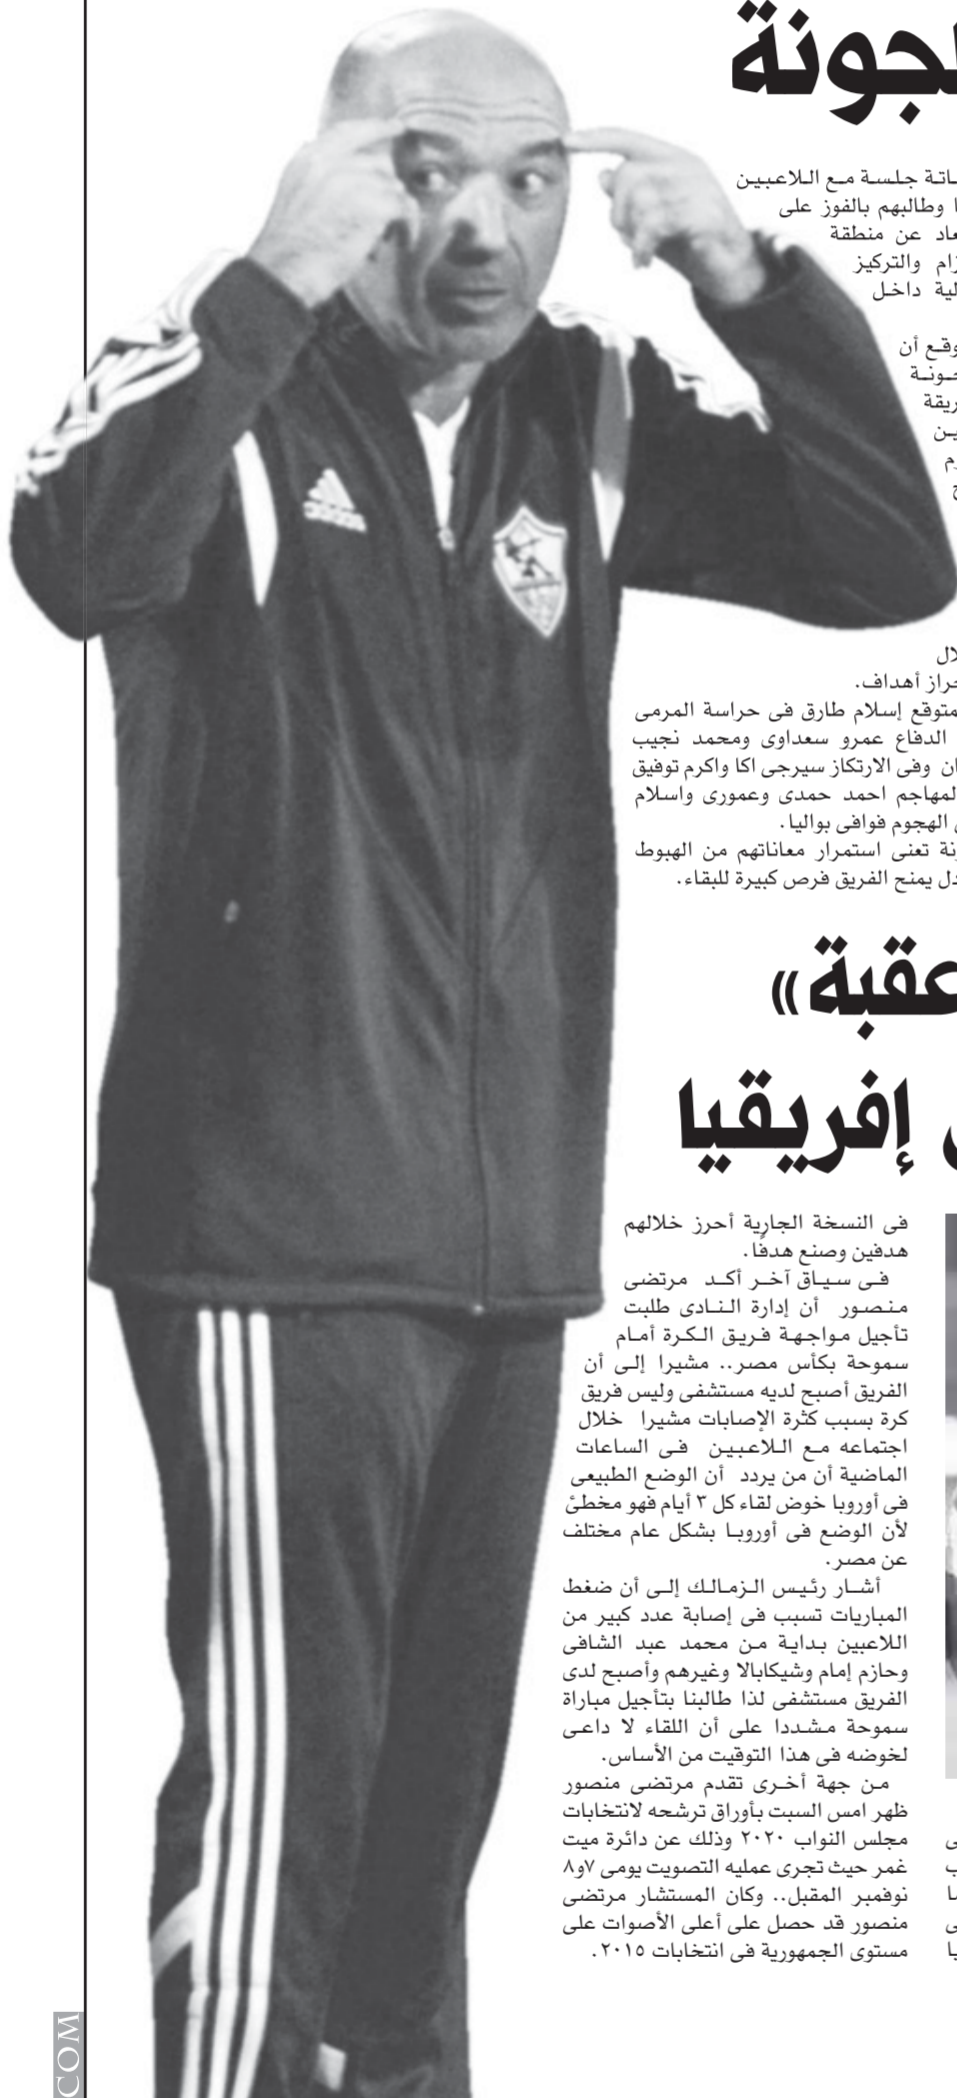 لجونة
جلسة مع اللاعبين
وطالبهم بالفوز على
عن منطقة
والتركيز
داخل
أن
أهداف.
إسلام طارق فى حراسة المرمى
الدفاع عمرو سعداوى ومحمد نجيب
وفى الارتكاز سيرجى اكا واكرم توفيق
احمد حمدى وعمورى واسلام
الهجوم فوافى بواليا.
تعنى استمرار معاناتهم من الهبوط
يمنح الفريق فرص كبيرة للبقاء.
عقبة»
إفريقيا
فى النسخة الجارية أحرز خلالهم
هدفين وصنع هدفًا.
فى سياق آخر أكد مرتضى
منصور أن إدارة النادى طلبت
تأجيل مواجهة فريق الكرة أمام
سموحة بكأس مصر.. مشيرا إلى أن
الفريق أصبح لديه مستشفى وليس فريق
كرة بسبب كثرة الإصابات مشيرا خلال
اجتماعه مع اللاعبين فى الساعات
الماضية أن من يردد أن الوضع الطبيعى
فى أوروبا خوض لقاء كل ٣ أيام فهو مخطئ
لأن الوضع فى أوروبا بشكل عام مختلف
عن مصر.
أشار رئيس الزمالك إلى أن ضغط
المباريات تسبب فى إصابة عدد كبير من
اللاعبين بداية من محمد عبد الشافى
وحازم إمام وشيكابالا وغيرهم وأصبح لدى
الفريق مستشفى لذا طالبنا بتأجيل مباراة
سموحة مشددا على أن اللقاء لا داعى
لخوضه فى هذا التوقيت من الأساس.
من جهة أخرى تقدم مرتضى منصور
ظهر امس السبت بأوراق ترشحه لانتخابات
مجلس النواب ٢٠٢٠ وذلك عن دائرة ميت
غمر حيث تجرى عمليه التصويت يومى ٧و٨
نوفمبر المقبل.. وكان المستشار مرتضى
منصور قد حصل على أعلى الأصوات على
مستوى الجمهورية فى انتخابات ٢٠١٥.
COM